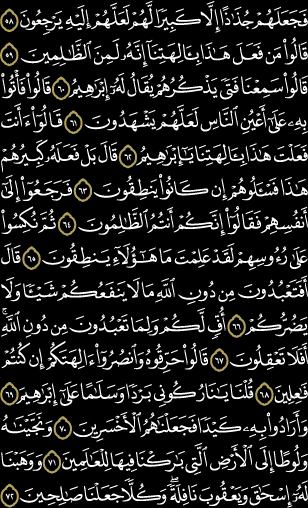 فَجَعَلَهُمْ جُذَٰذًا إِلَّا كَبِيرًا لَّهُمْ لَعَلَّهُمْ إِلَيْهِ يَرْجِعُونَ ٥٨
قَالُوا۟ مَن فَعَلَ هَٰذَا بِـَٔالِهَتِنَآ إِنَّهُۥ لَمِنَ ٱلظَّٰلِمِينَ ٥٩
قَالُوا۟ سَمِعْنَا فَتًى يَذْكُرُهُمْ يُقَالُ لَهُۥٓ إِبْرَٰهِيمُ ٦٠ قَالُوا۟ فَأْتُوا۟
بِهِۦ عَلَىٰٓ أَعْيُنِ ٱلنَّاسِ لَعَلَّهُمْ يَشْهَدُونَ ٦١ قَالُوٓا۟ ءَأَنتَ
فَعَلْتَ هَٰذَا بِـَٔالِهَتِنَا يَٰٓإِبْرَٰهِيمُ ٦٢ قَالَ بَلْ فَعَلَهُۥ كَبِيرُهُمْ
هَٰذَا فَسْـَٔلُوهُمْ إِن كَانُوا۟ يَنطِقُونَ ٦٣ فَرَجَعُوٓا۟ إِلَىٰٓ
أَنفُسِهِمْ فَقَالُوٓا۟ إِنَّكُمْ أَنتُمُ ٱلظَّٰلِمُونَ ٦٤ ثُمَّ نُكِسُوا۟
عَلَىٰ رُءُوسِهِمْ لَقَدْ عَلِمْتَ مَا هَٰٓؤُلَآءِ يَنطِقُونَ ٦٥ قَالَ
أَفَتَعْبُدُونَ مِن دُونِ ٱللَّهِ مَا لَا يَنفَعُكُمْ شَيْـًٔا وَلَا
يَضُرُّكُمْ ٦٦ أُفٍّ لَّكُمْ وَلِمَا تَعْبُدُونَ مِن دُونِ ٱللَّهِ ۖ
أَفَلَا تَعْقِلُونَ ٦٧ قَالُوا۟ حَرِّقُوهُ وَٱنصُرُوٓا۟ ءَالِهَتَكُمْ إِن كُنتُمْ
فَٰعِلِينَ ٦٨ قُلْنَا يَٰنَارُ كُونِى بَرْدًا وَسَلَٰمًا عَلَىٰٓ إِبْرَٰهِيمَ ٦٩
وَأَرَادُوا۟ بِهِۦ كَيْدًا فَجَعَلْنَٰهُمُ ٱلْأَخْسَرِينَ ٧٠ وَنَجَّيْنَٰهُ
وَلُوطًا إِلَى ٱلْأَرْضِ ٱلَّتِى بَٰرَكْنَا فِيهَا لِلْعَٰلَمِينَ ٧١ وَوَهَبْنَا
لَهُۥٓ إِسْحَٰقَ وَيَعْقُوبَ نَافِلَةً ۖ وَكُلًّا جَعَلْنَا صَٰلِحِينَ ٧٢